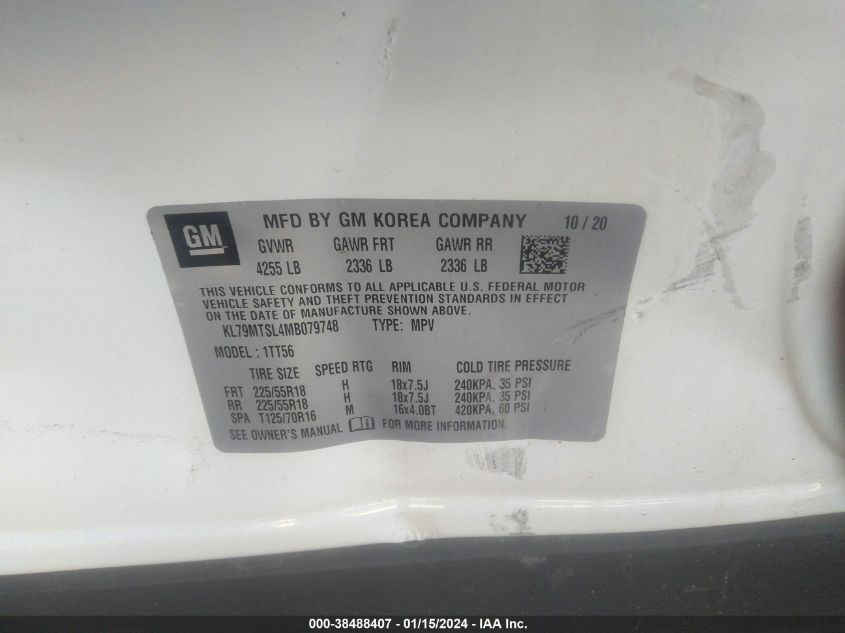 GM
MFD BY GM KOREA COMPANY 10 / 20
GVWR GAWR FRT GAWR RR
4255 LB 2336 LB 2336 LB
THIS VEHICLE CONFORMS TO ALL APPLICABLE U.S. FEDERAL MOTOR
VEHICLE SAFETY AND THEFT PREVENTION STANDARDS IN EFFECT
ON THE DATE OF MANUFACTURE SHOWN ABOVE.
KL79MTSL4MB079748 TYPE: MPV
MODEL : 1TT56
TIRE SIZE SPEED RTG RIM COLD TIRE PRESSURE
FRT 225/55R18 H 18x7.5J 240KPA, 35 PSI
RR 225/55R18 H 18x7.5J 240KPA, 35 PSI
SPA T125/70R16 M 16x4.0BT 420KPA, 60 PSI
SEE OWNER'S MANUAL FOR MORE INFORMATION.
000-38488407 - 01/15/2024 - IAA Inc.